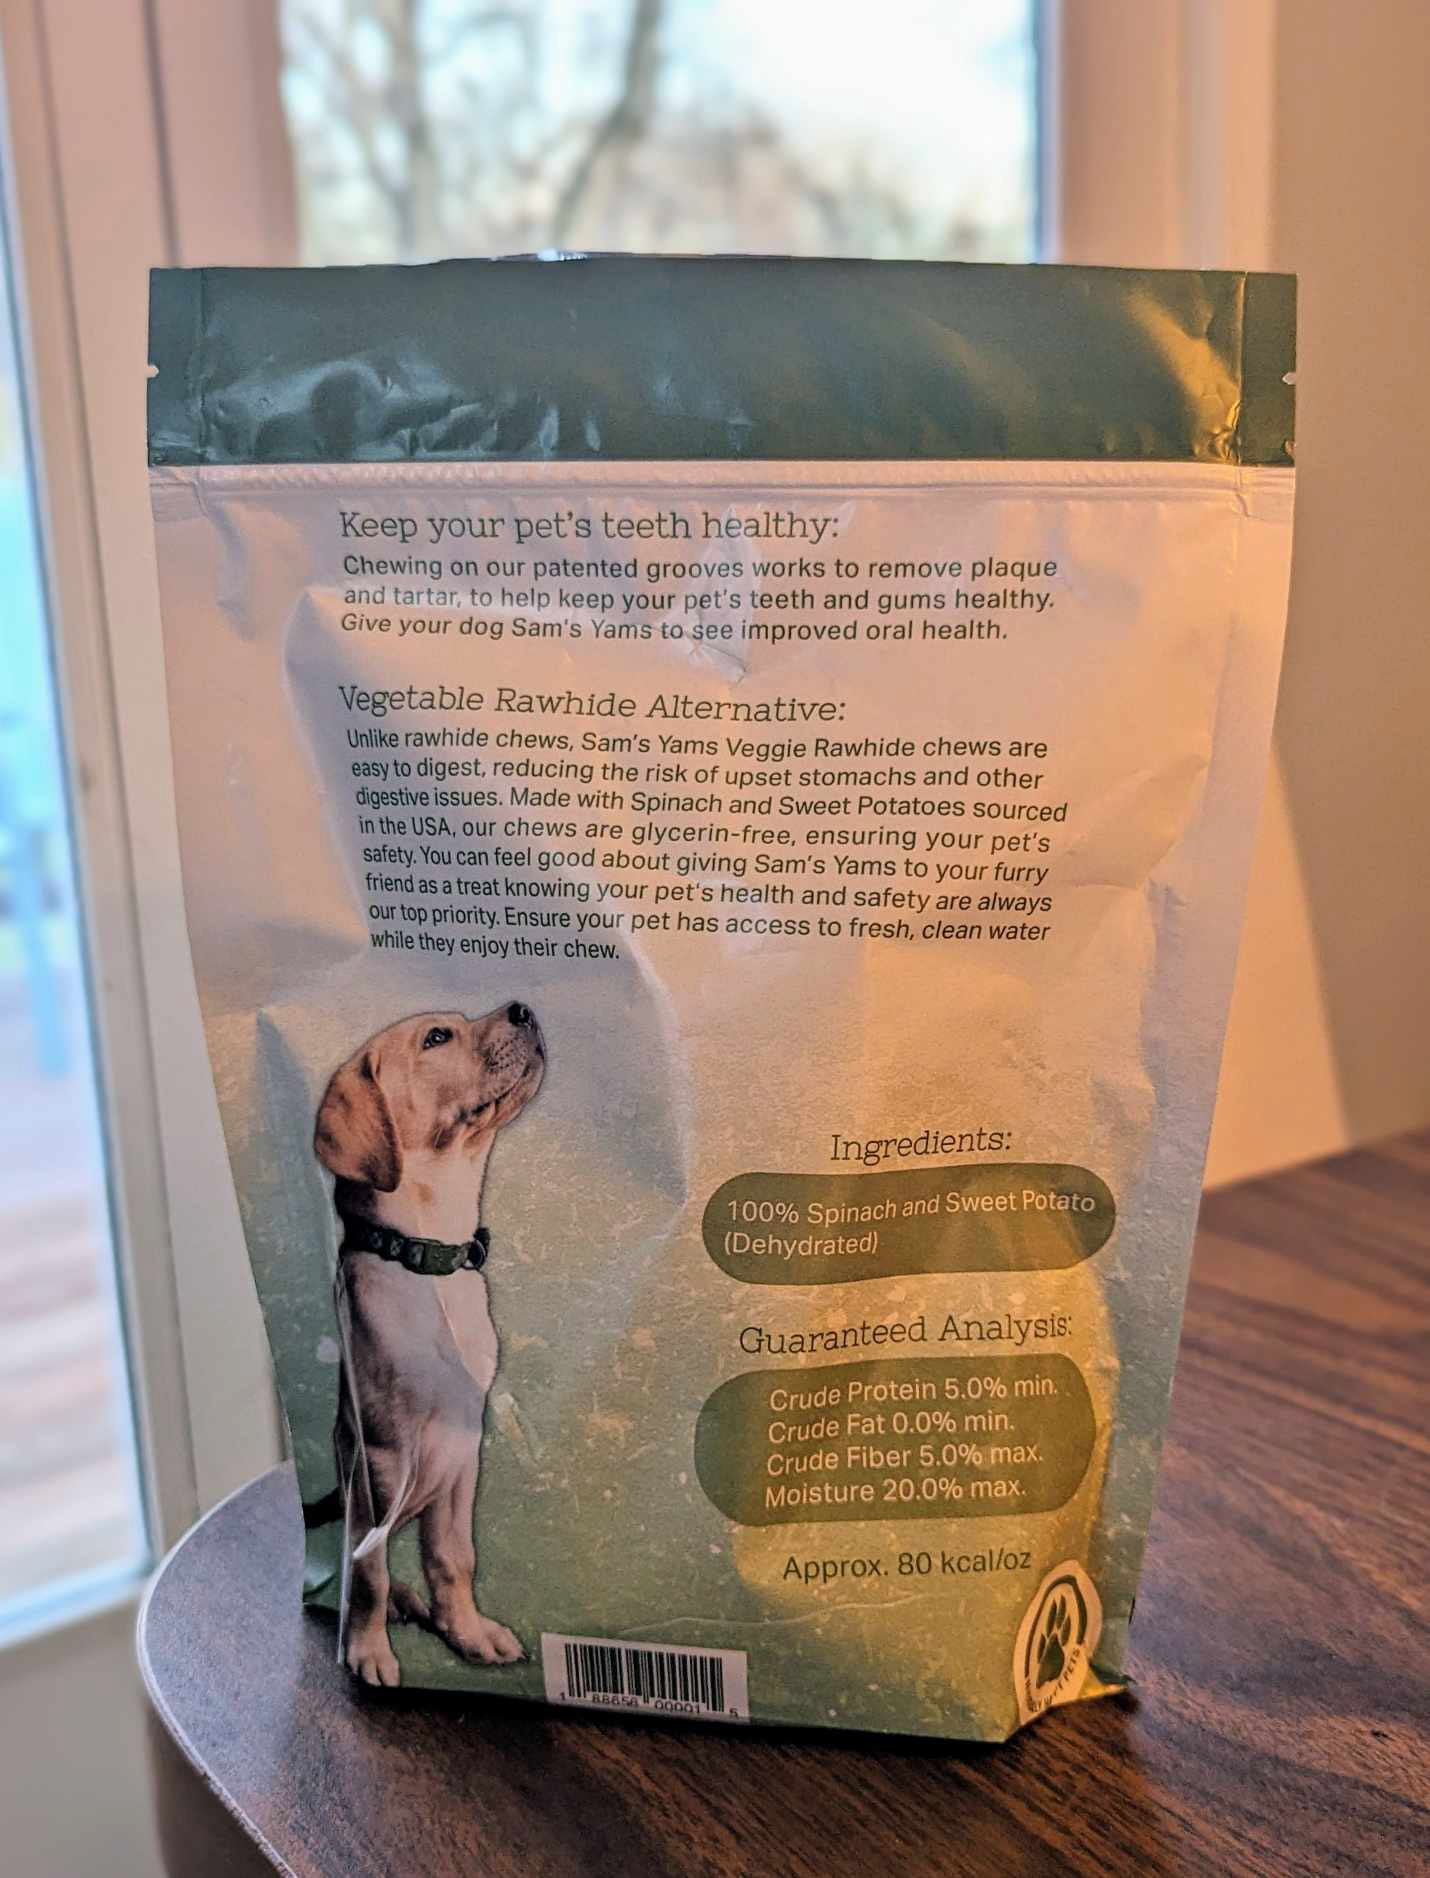 Keep your pet's teeth healthy:
Chewing on our patented grooves works to remove plaque
and tartar, to help keep your pet's teeth and gums healthy.
Give your dog Sam's Yams to see improved oral health.
Vegetable Rawhide Alternative:
Unlike rawhide chews, Sam's Yams Veggie Rawhide chews are
easy to digest, reducing the risk of upset stomachs and other
digestive issues. Made with Spinach and Sweet Potatoes sourced
in the USA, our chews are glycerin-free, ensuring your pet's
safety. You can feel good about giving Sam's Yams to your furry
friend as a treat knowing your pet's health and safety are always
our top priority. Ensure your pet has access to fresh, clean water
while they enjoy their chew.
Ingredients:
100% Spinach and Sweet Potato
(Dehydrated)
Guaranteed Analysis:
Crude Protein 5.0% min.
Crude Fat 0.0% min.
Crude Fiber 5.0% max.
Moisture 20.0% max.
Approx. 80 kcal/oz
1 88656 00001 5
PETS